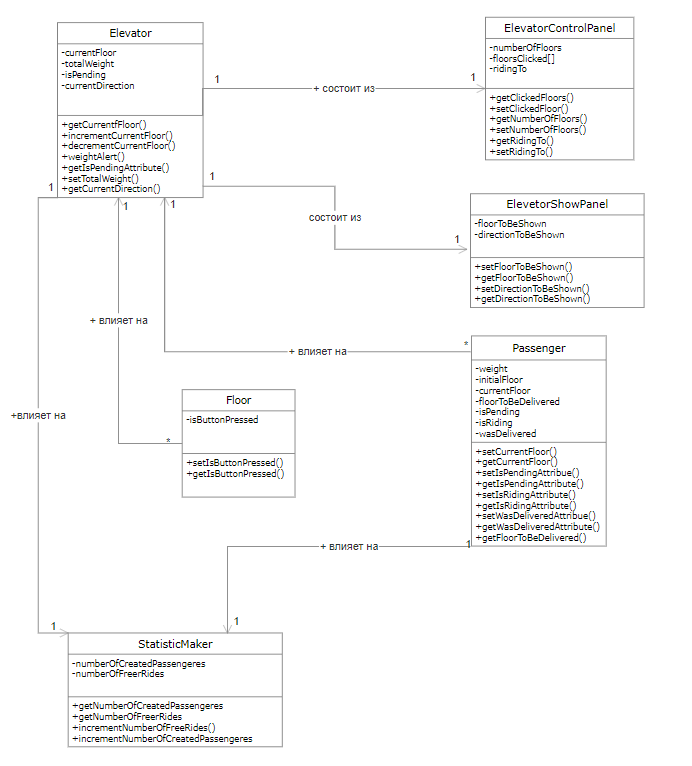 Elevator
-currentFloor
-totalWeight
-isPending
-currentDirection
+getCurrentfFloor()
+incrementCurrentFloor()
+decrementCurrentFloor()
+weightAlert()
+getIsPendingAttribute()
+setTotalWeight()
+getCurrentDirection()
ElevatorControlPanel
-numberOfFloors
-floorsClicked[]
-ridingTo
+getClickedFloors()
+setClickedFloor()
+getNumberOfFloors()
+setNumberOfFloors()
+getRidingTo()
+setRidingTo()
1
+ состоит из
1
ElevetorShowPanel
-floorToBeShown
-directionToBeShown
+setFloorToBeShown()
+getFloorToBeShown()
+setDirectionToBeShown()
+getDirectionToBeShown()
1
состоит из
1
1
1
1
+ влияет на
+ влияет на
*
Passenger
-weight
-initialFloor
-currentFloor
-floorToBeDelivered
-isPending
-isRiding
-wasDelivered
+setCurrentFloor()
+getCurrentFloor()
+setIsPendingAttribue()
+getIsPendingAttribute()
+setIsRidingAttribute()
+getIsRidingAttribute()
+setWasDeliveredAttribue()
+getWasDeliveredAttribute()
+getFloorToBeDelivered()
Floor
-isButtonPressed
+setIsButtonPressed()
+getIsButtonPressed()
*
+влияет на
+ влияет на
1
1
1
StatisticMaker
-numberOfCreatedPassengeres
-numberOfFreerRides
+getNumberOfCreatedPassengeres
+getNumberOfFreerRides
+incrementNumberOfFreeRides()
+incrementNumberOfCreatedPassengeres